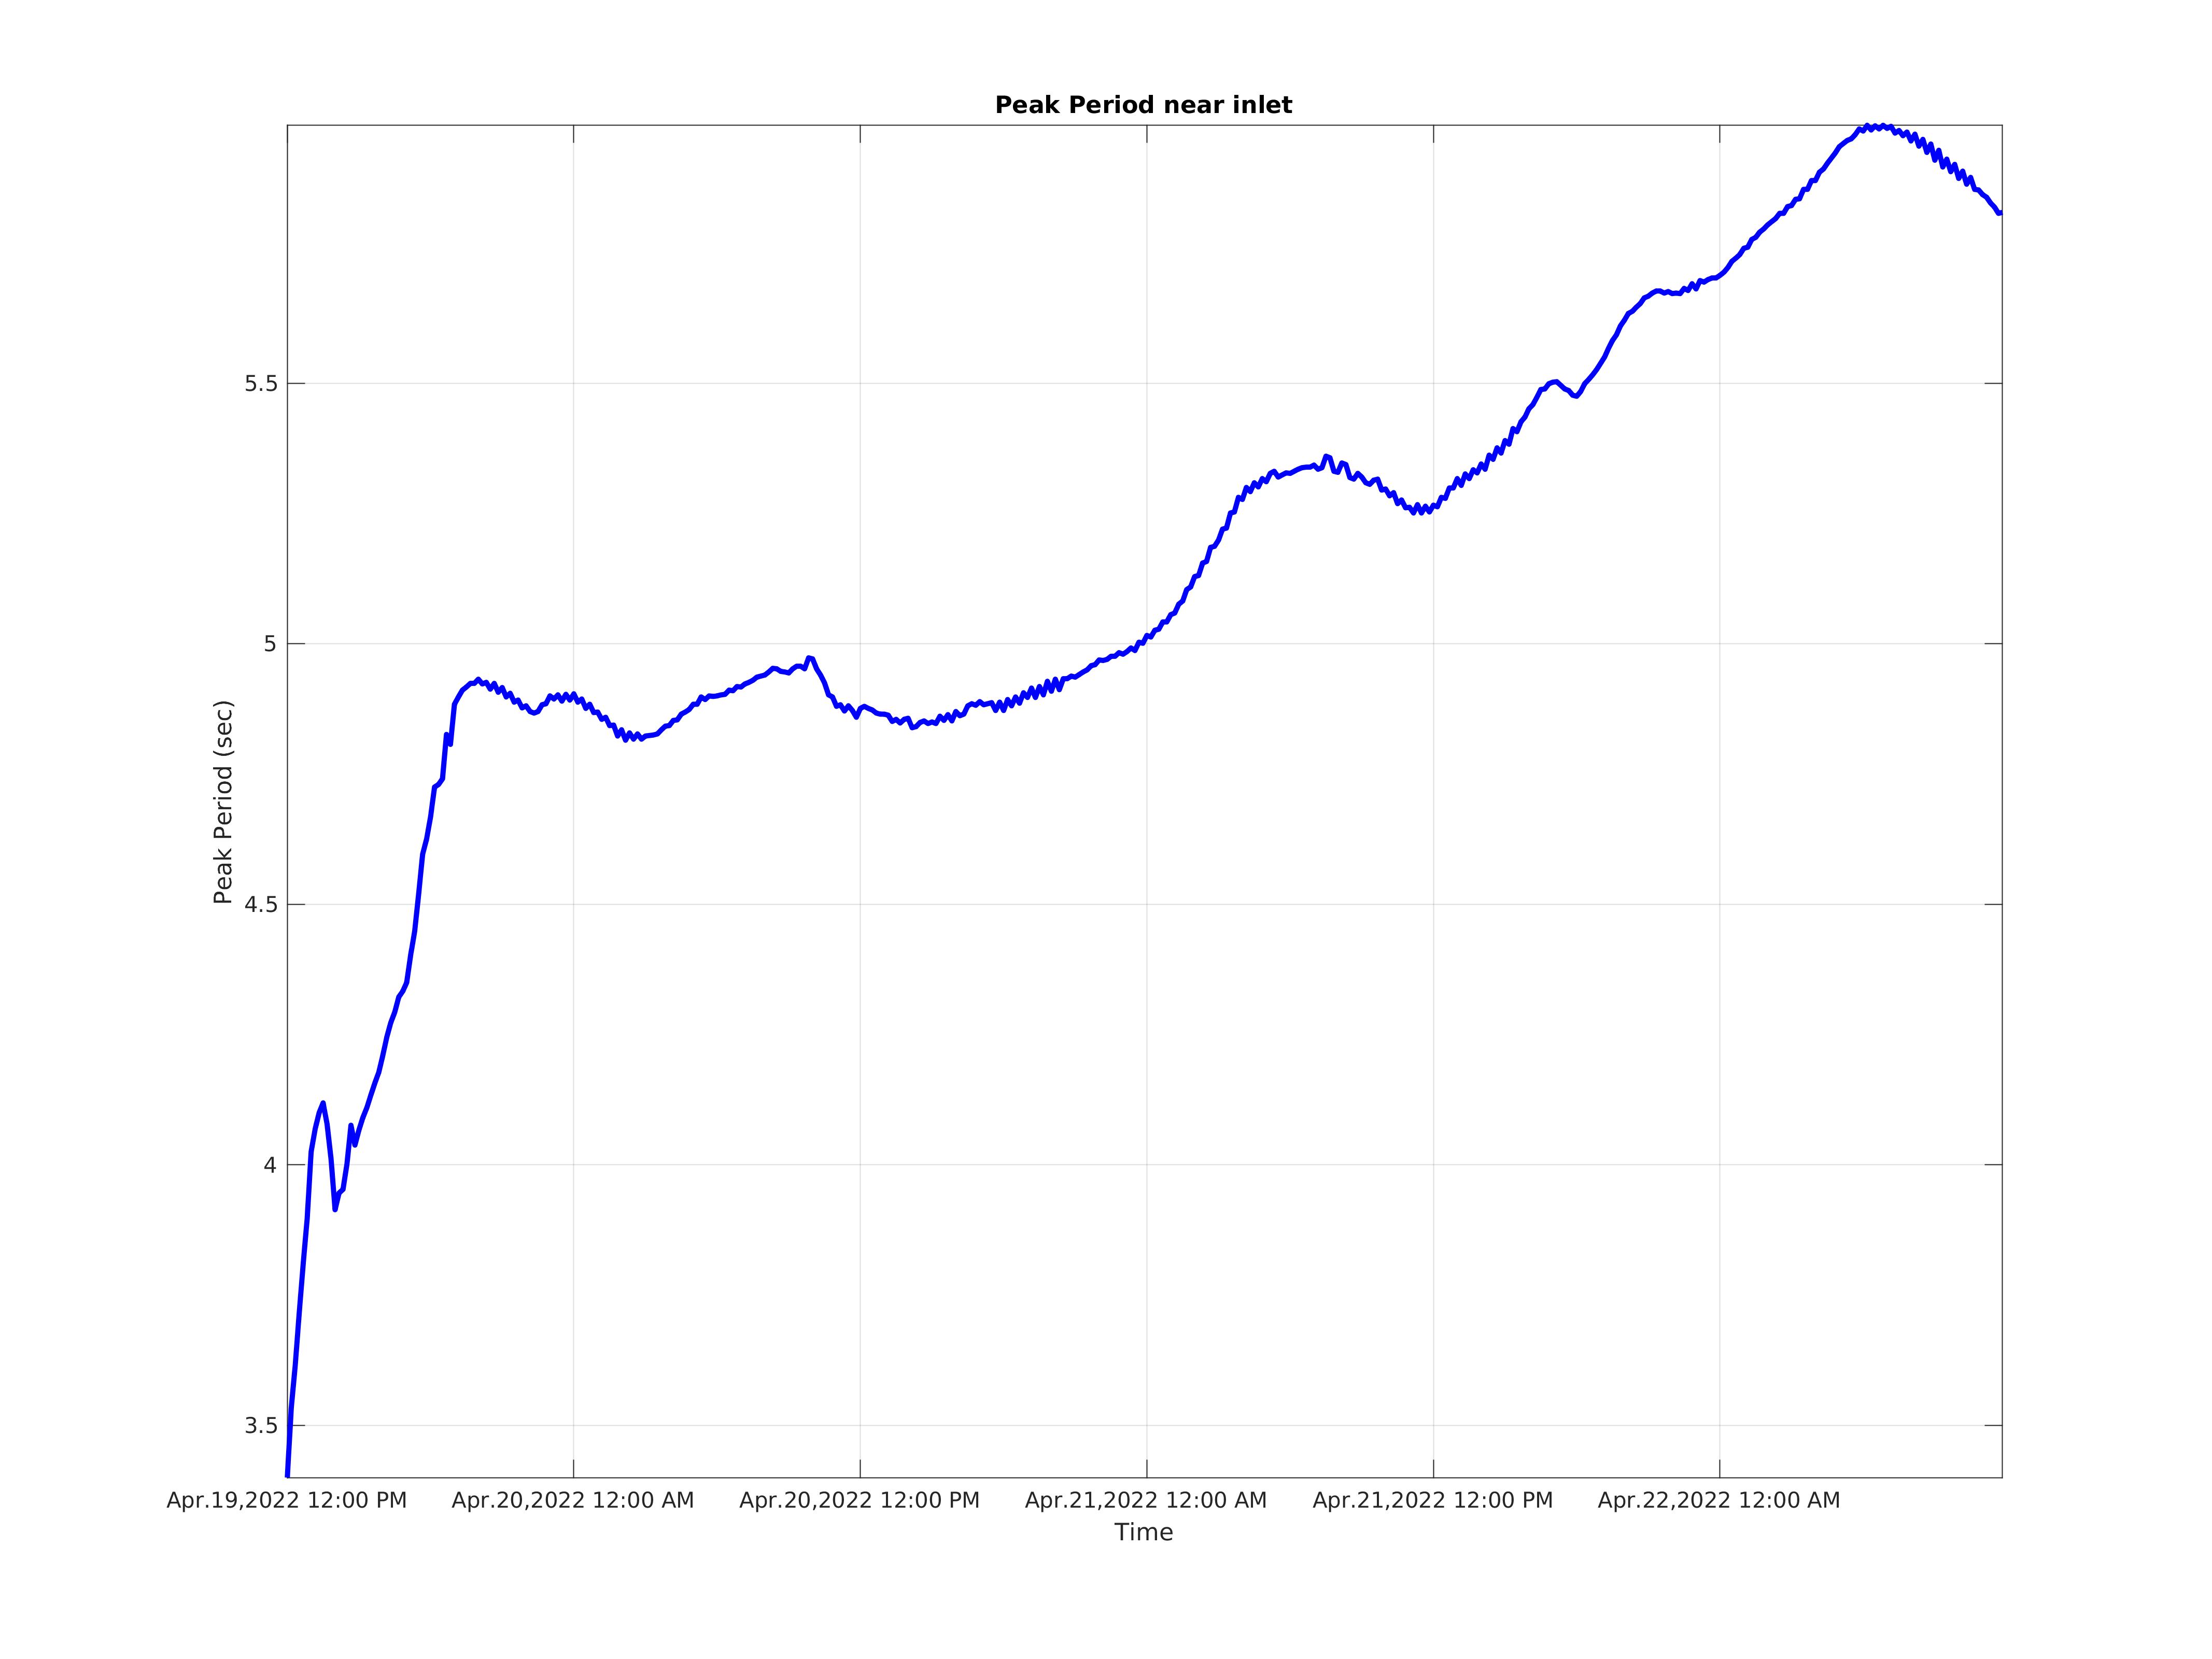 Peak Period near inlet
Peak Period (sec)
5.5
5
4.5
4
3.5
Apr.19,2022 12:00 PM
Apr.20,2022 12:00 AM
Apr.20,2022 12:00 PM
Apr.21,2022 12:00 AM
Apr.21,2022 12:00 PM
Apr.22,2022 12:00 AM
Time